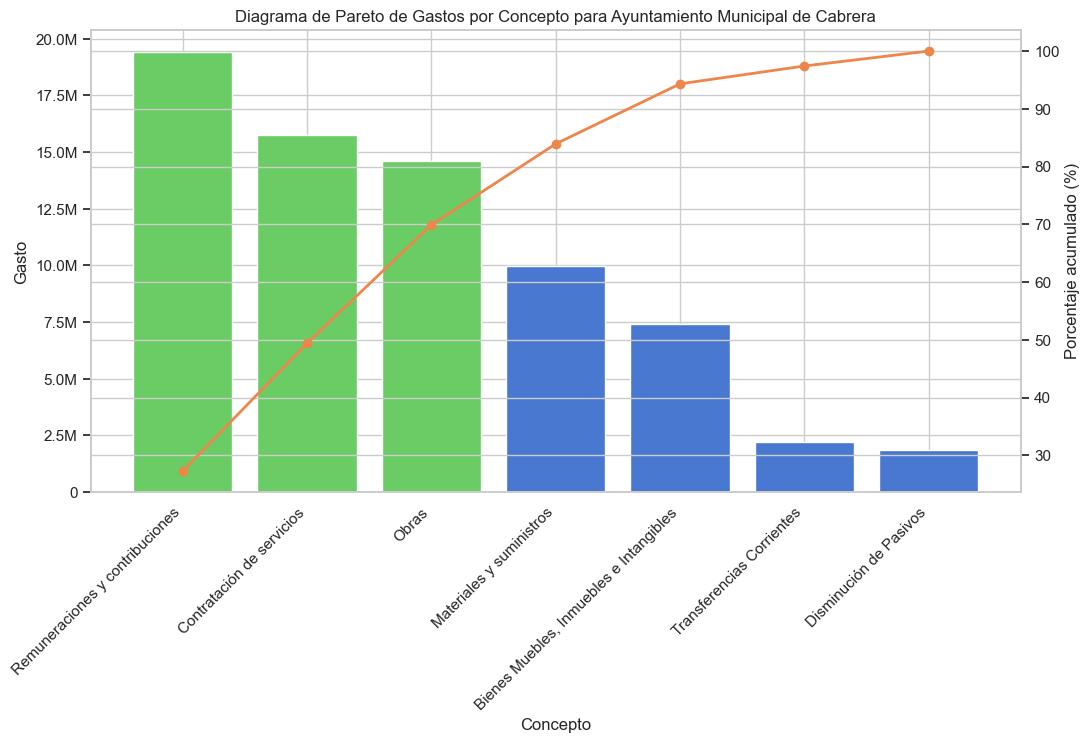 Diagrama de Pareto de Gastos por Concepto para Ayuntamiento Municipal de Cabrera
20.0M
17.5M
15.0M
12.5M
10.0M
7.5M
5.0M
2.5M
0
Gasto
100
90
80
70
60
50
40
30
Porcentaje acumulado (%)
Remuneraciones y contribuciones
Contratación de servicios
Obras
Materiales y suministros
Bienes Muebles, Inmuebles e Intangibles
Transferencias Corrientes
Disminución de Pasivos
Concepto